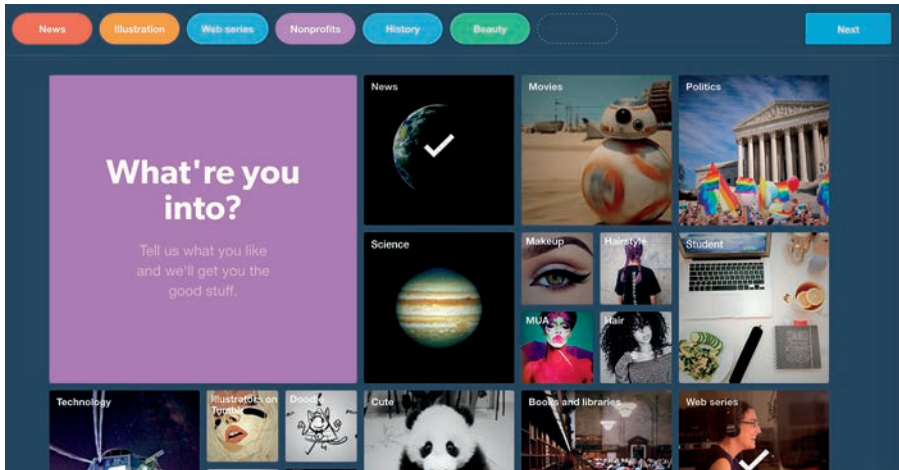 News
Illustration
Web series
Nonprofits
History
Beauty
Next
What're you
into?
Tell us what you like
and we'll get you the
good stuff.
News
Movies
Politics
Science
Makeup
Hairstyle
Student
MUA
Hair
Technology
Illustrators on
Tumblr
Doodle
Cute
Books and libraries
Web series